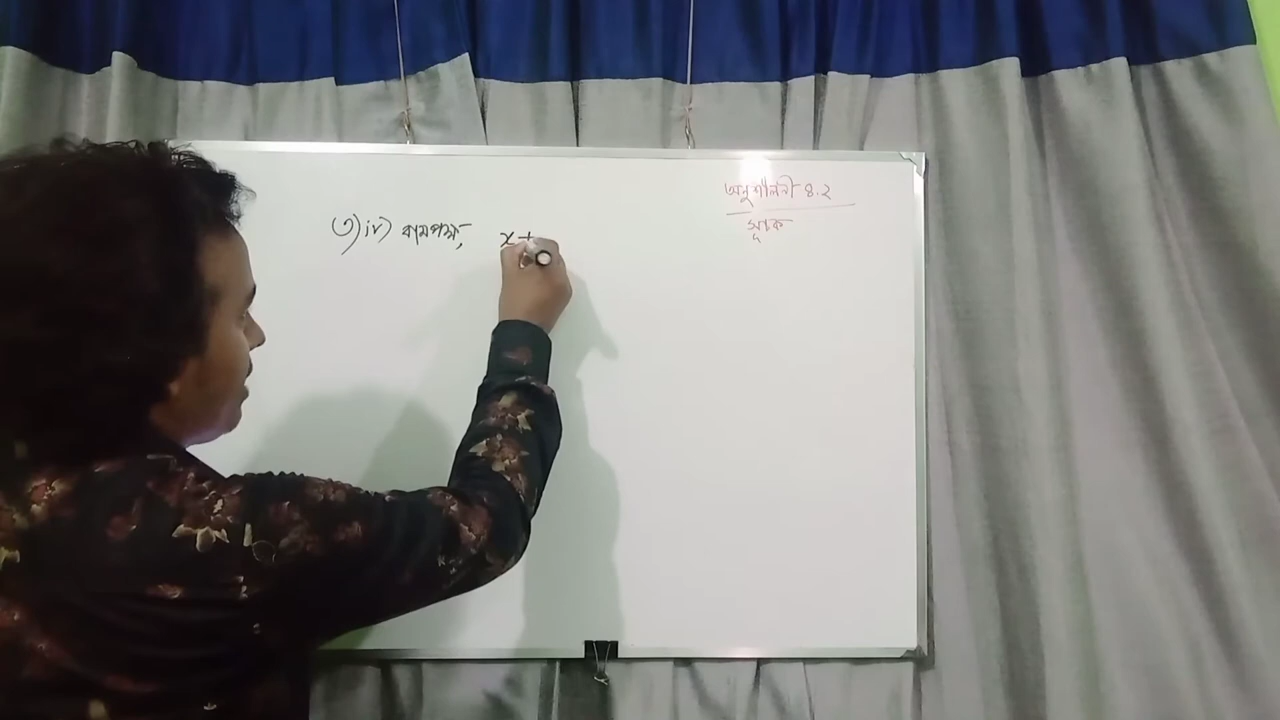 অনুশীলনী ৪.২
সূচক
৩) iv) বামপক্ষ, x +